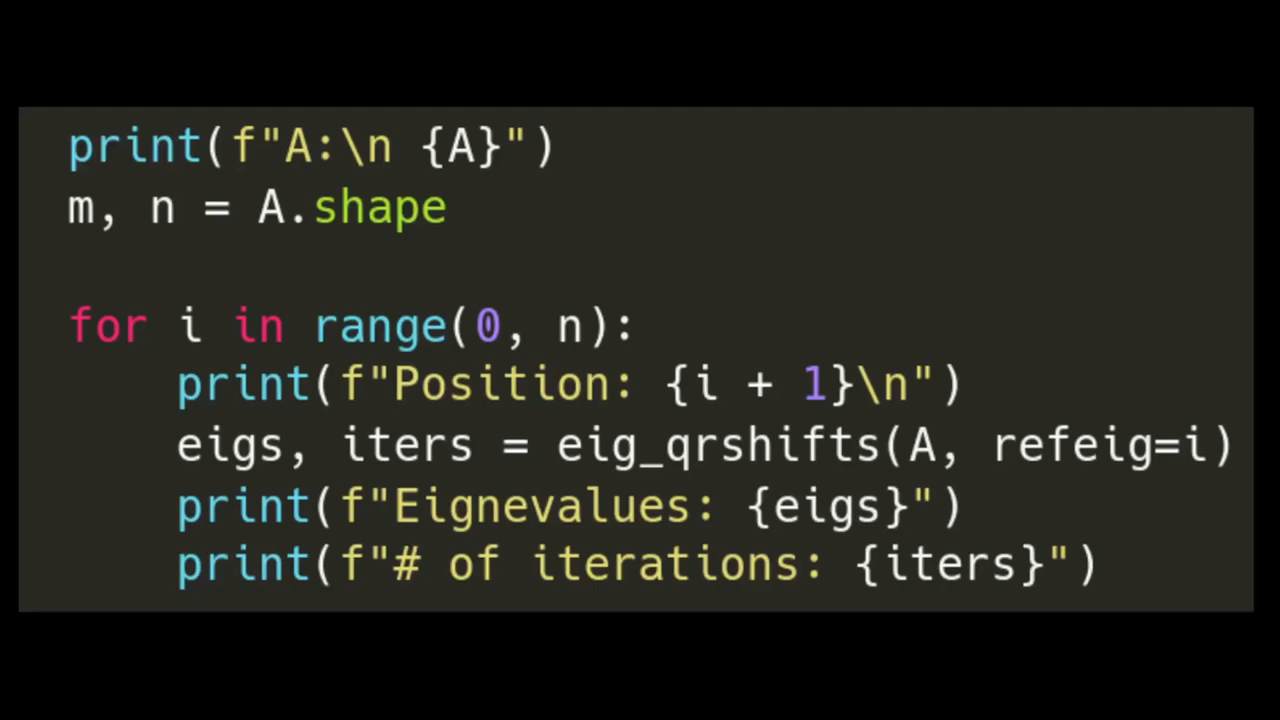 print(f"A:\n {A}")
m, n = A.shape
for i in range(0, n):
    print(f"Position: {i + 1}\n")
    eigs, iters = eig_qrshifts(A, refeig=i)
    print(f"Eignevalues: {eigs}")
    print(f"# of iterations: {iters}")